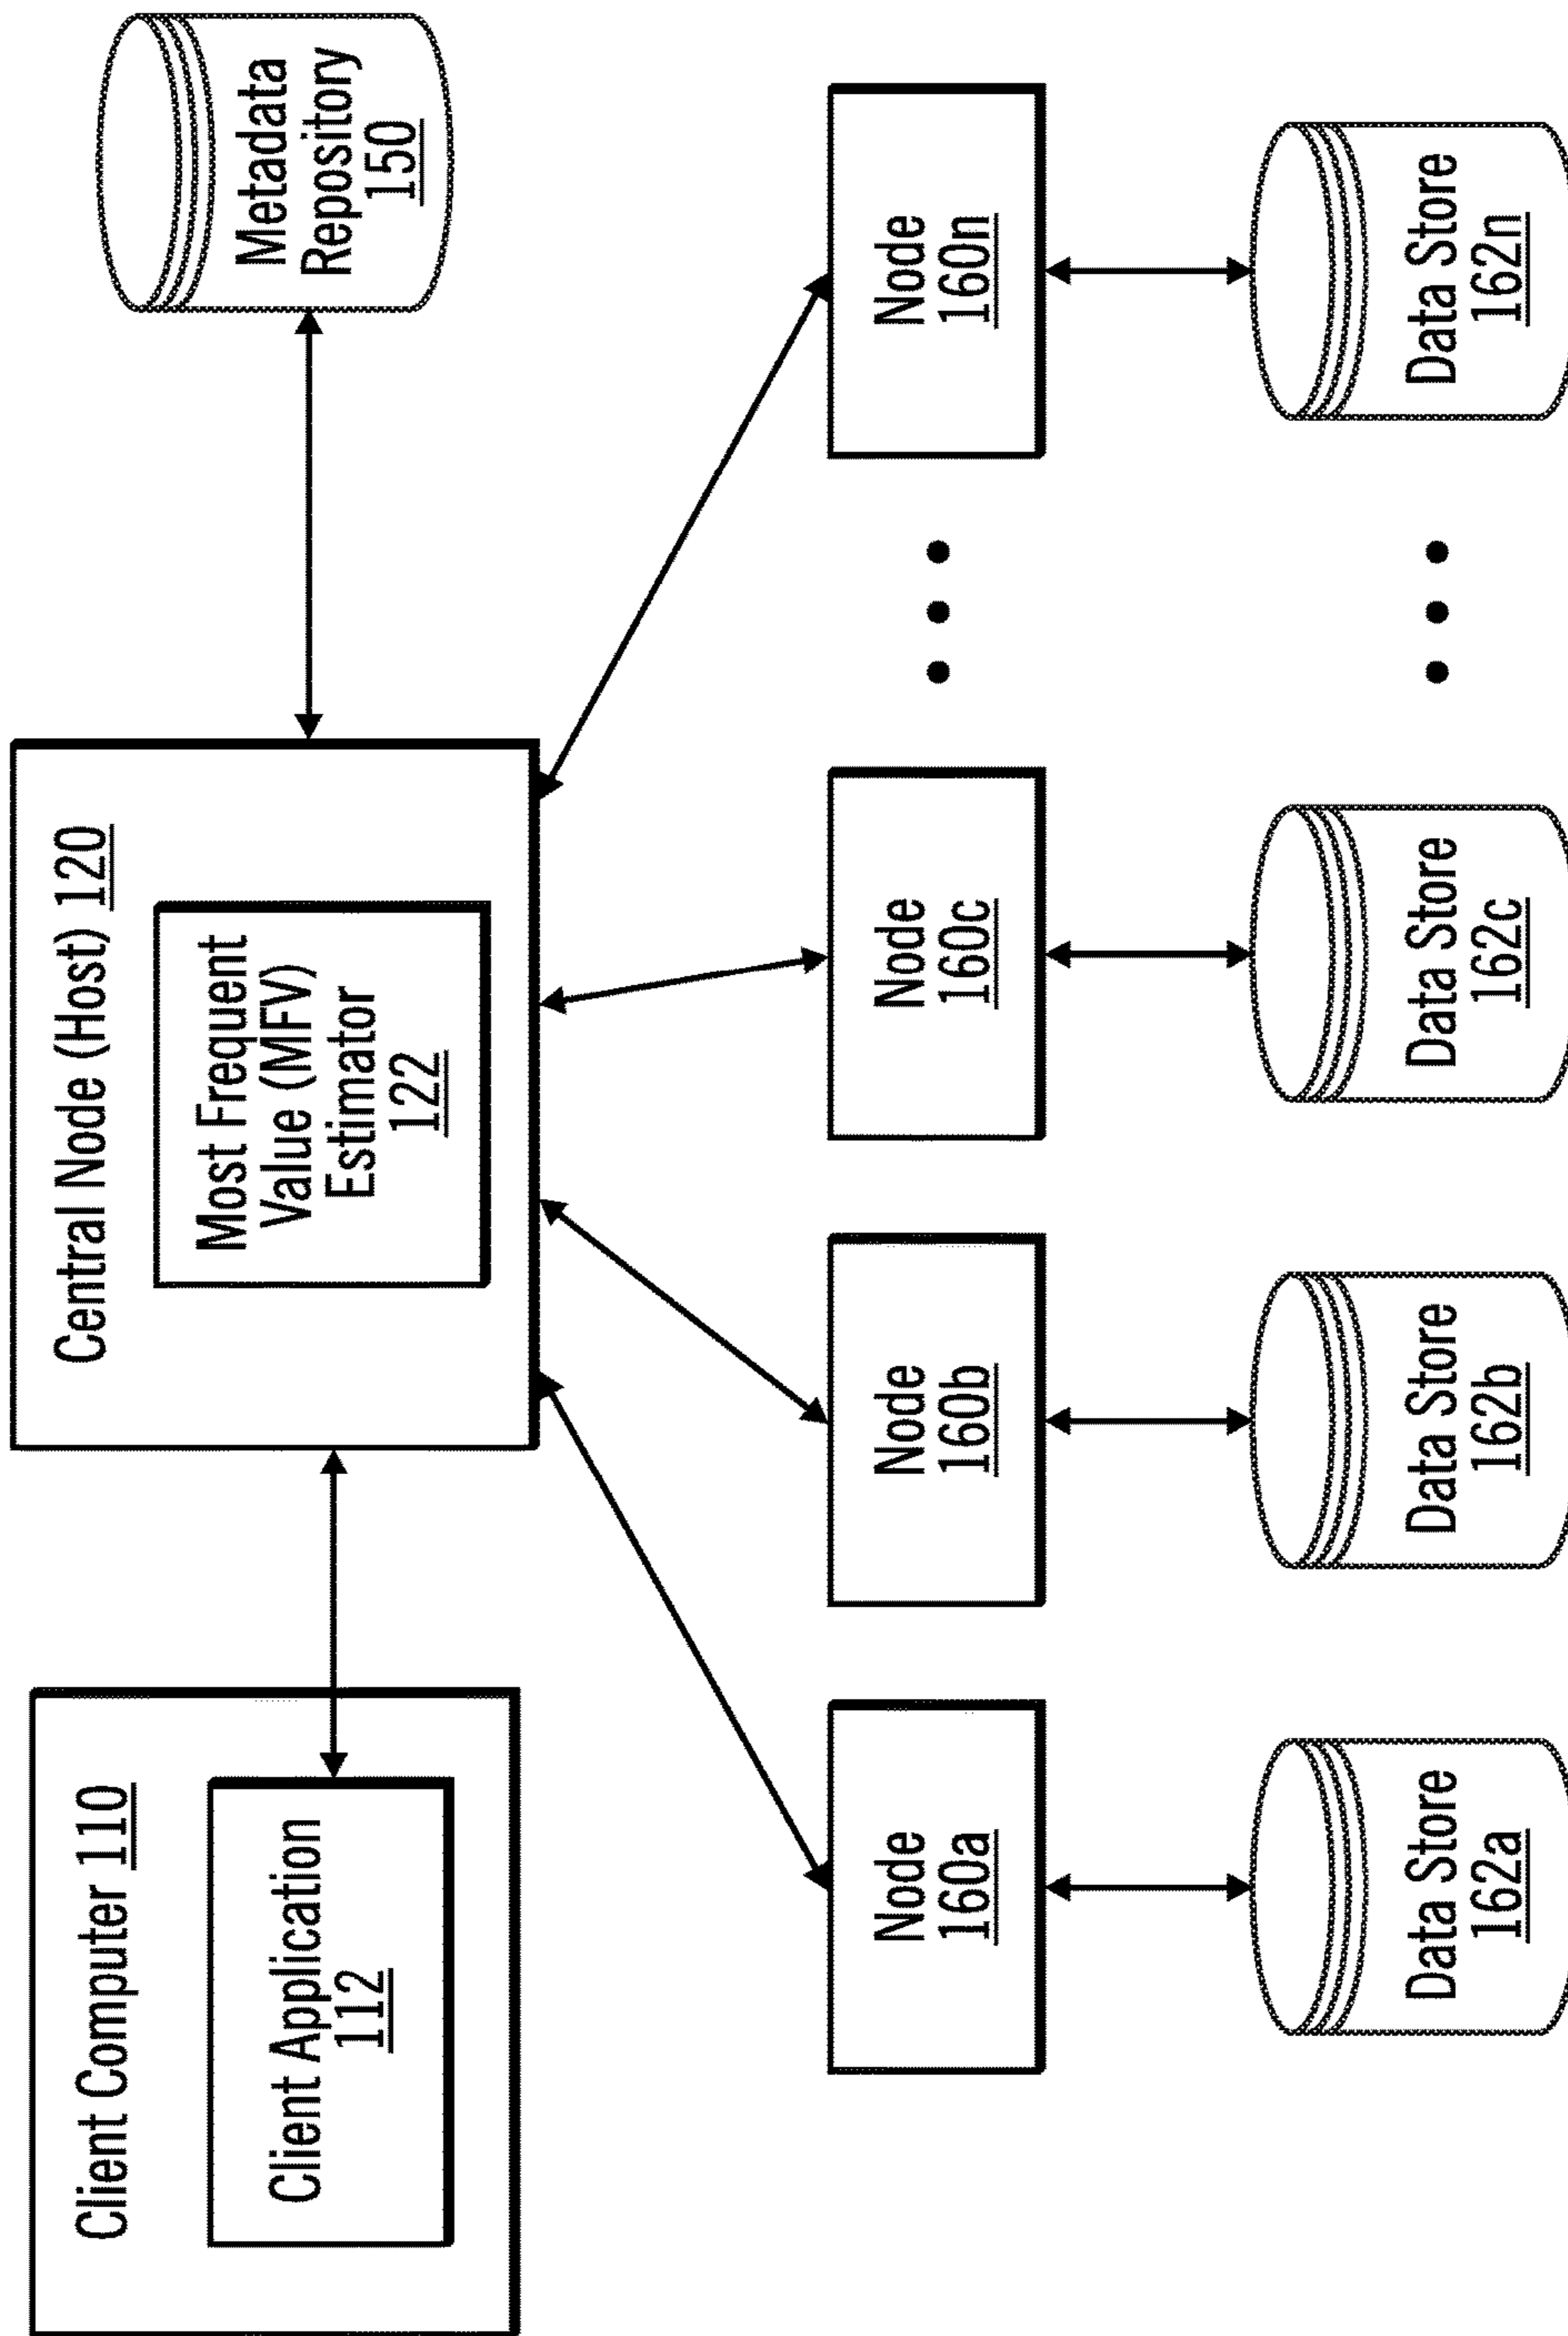 Client Computer 110
Client Application
112
Central Node (Host) 120
Most Frequent
Value (MFV)
Estimator
122
Metadata
Repository
150
Node
160a
Node
160b
Node
160c
Node
160n
Data Store
162a
Data Store
162b
Data Store
162c
Data Store
162n